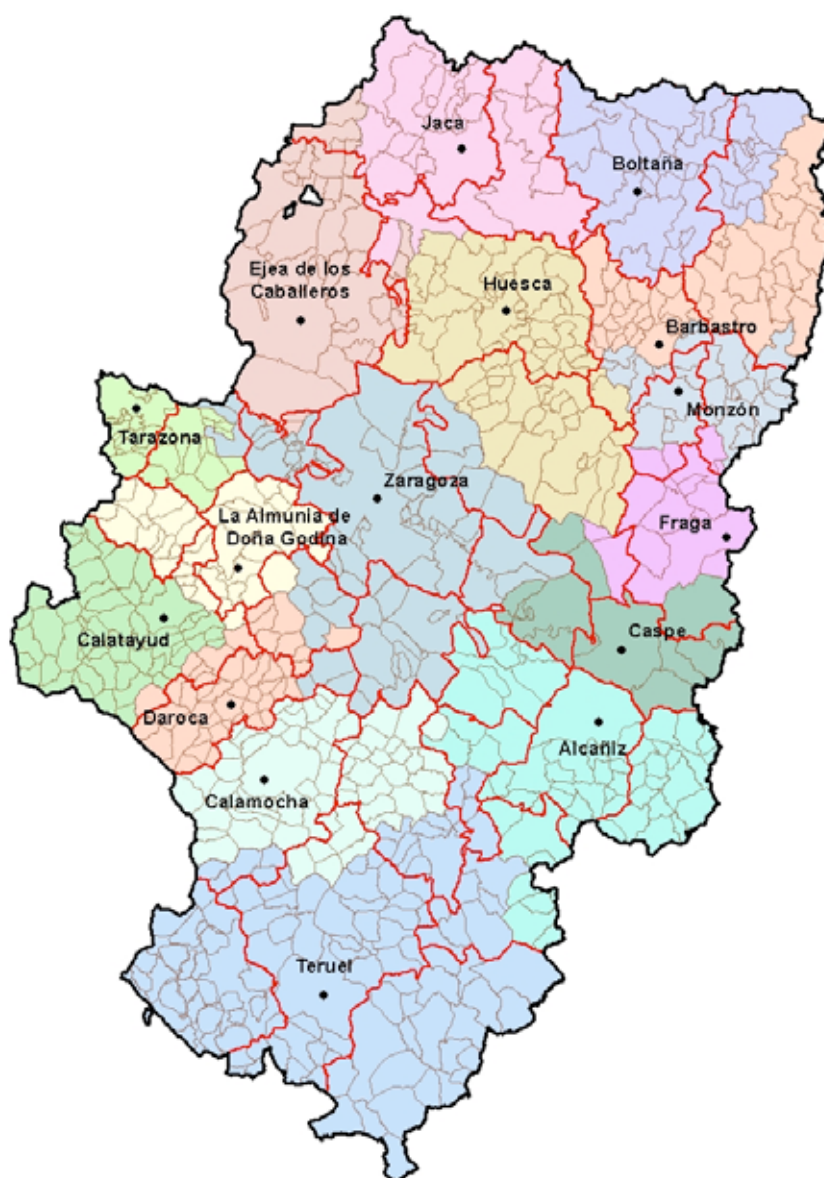 Jaca
Boltaña
Ejea de los
Caballeros
Huesca
Barbastro
Monzón
Tarazona
Zaragoza
La Almunia de
Doña Godina
Fraga
Calatayud
Caspe
Daroca
Alcañiz
Calamocha
Teruel